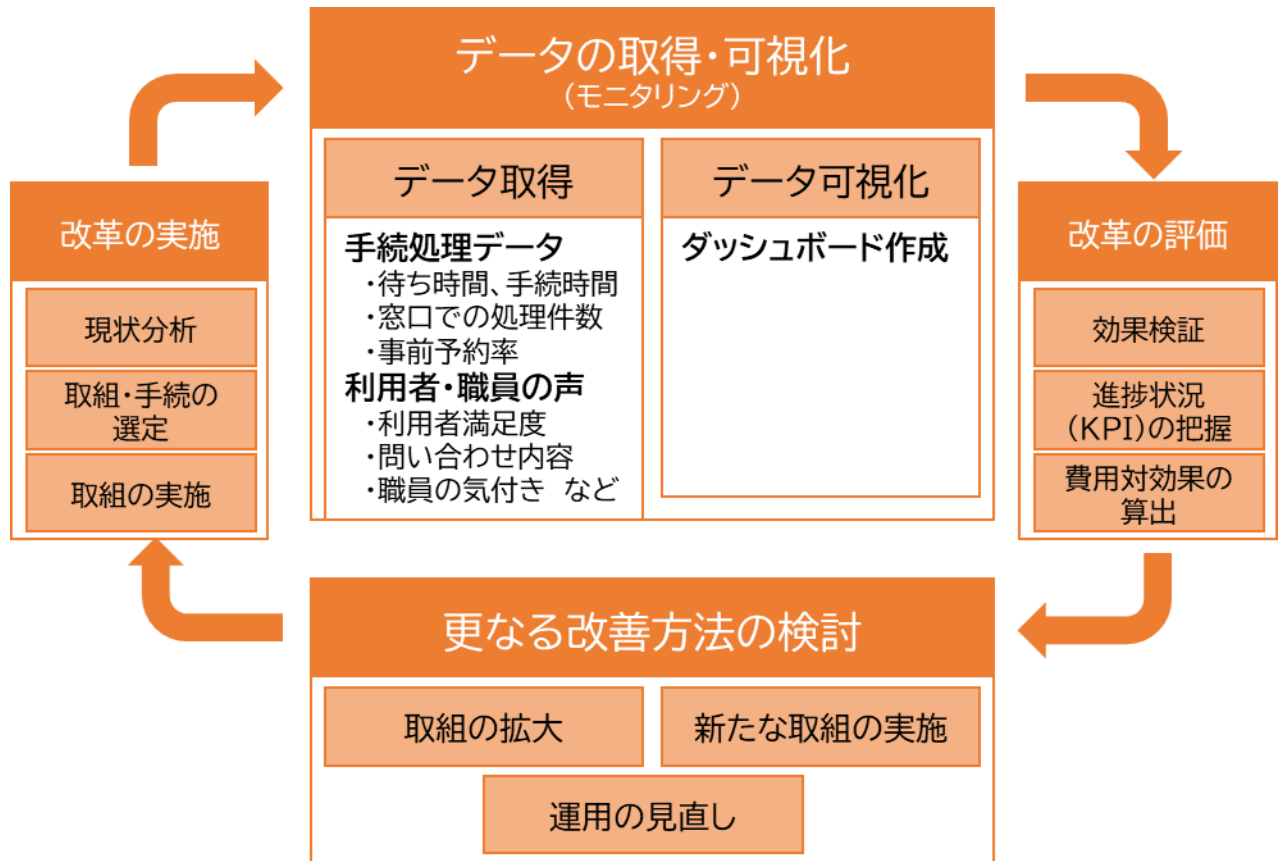 データの取得・可視化
（モニタリング）
データ取得
手続処理データ
・待ち時間、手続時間
・窓口での処理件数
・事前予約率
利用者・職員の声
・利用者満足度
・問い合わせ内容
・職員の気付き など
データ可視化
ダッシュボード作成
改革の評価
効果検証
進捗状況
（KPI）の把握
費用対効果の
算出
更なる改善方法の検討
取組の拡大
新たな取組の実施
運用の見直し
改革の実施
現状分析
取組・手続の
選定
取組の実施